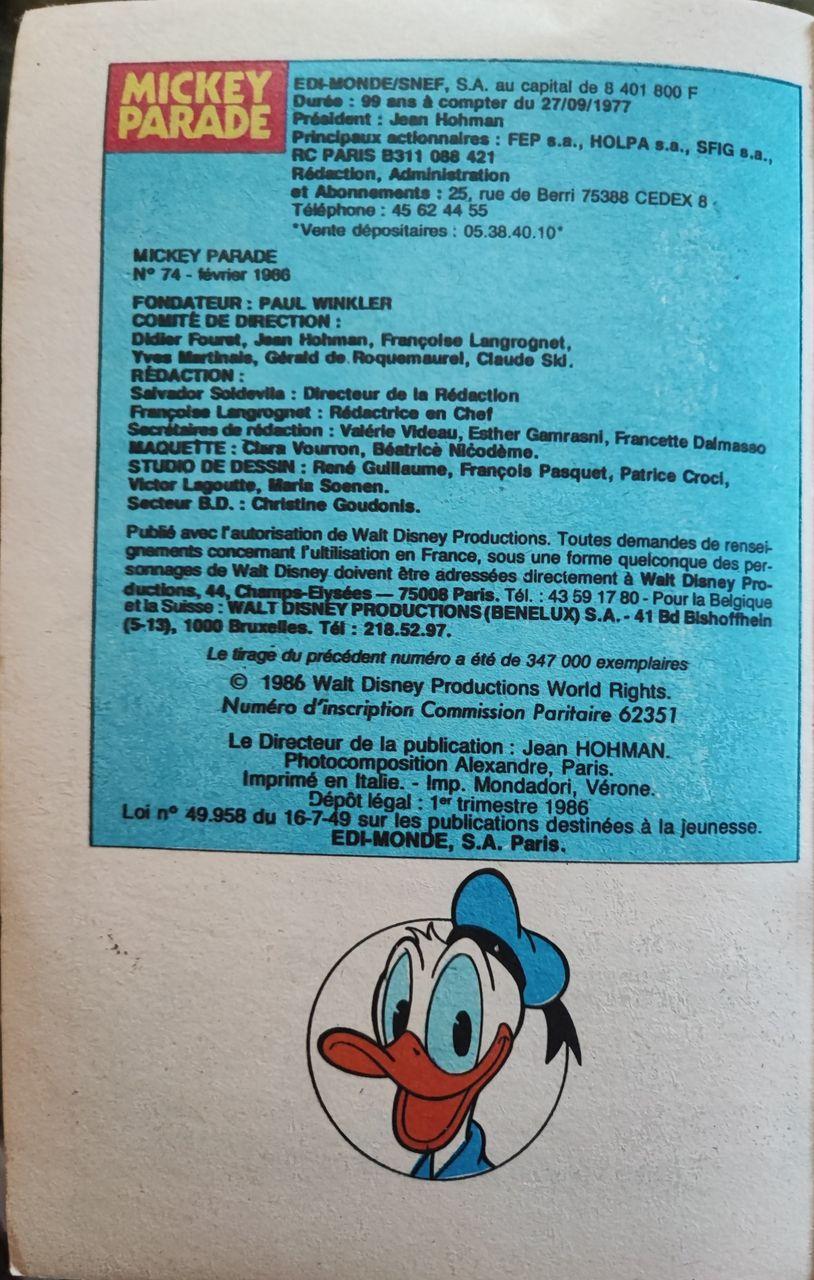 MICKEY
PARADE
EDI-MONDE/SNEF, S.A. au capital de 8 401 800 F
Durée : 99 ans à compter du 27/09/1977
Président : Jean Hohman
Principaux actionnaires : FEP s.a., HOLPA s.a., SFIG s.a.,
RC PARIS B311 088 421
Rédaction, Administration
et Abonnements : 25, rue de Berri 75388 CEDEX 8
Téléphone : 45 62 44 55
"Vente dépositaires : 05.38.40.10"
MICKEY PARADE
N° 74 - février 1986
FONDATEUR : PAUL WINKLER
COMITÉ DE DIRECTION :
Didier Fouret, Jean Hohman, Françoise Langrognet,
Yves Martinais, Gérald de Roquemaurel, Claude Ski.
RÉDACTION :
Salvador Soldevila : Directeur de la Rédaction
Françoise Langrognet : Rédactrice en Chef
Secrétaires de rédaction : Valérie Videau, Esther Gamrasni, Francette Dalmasso
MAQUETTE : Clara Vourron, Béatrice Nicodème.
STUDIO DE DESSIN : René Guillaume, François Pasquet, Patrice Croci,
Victor Lagoutte, Maria Soenen.
Secteur B.D. : Christine Goudonis.
Publié avec l'autorisation de Walt Disney Productions. Toutes demandes de rensei-
gnements concernant l'ultilisation en France, sous une forme quelconque des per-
sonnages de Walt Disney doivent être adressées directement à Walt Disney Pro-
ductions, 44, Champs-Elysées — 75008 Paris. Tél. : 43 59 17 80 - Pour la Belgique
et la Suisse : WALT DISNEY PRODUCTIONS (BENELUX) S.A. - 41 Bd Bishoffhein
(5-13), 1000 Bruxelles. Tél : 218.52.97.
Le tirage du précédent numéro a été de 347 000 exemplaires
© 1986 Walt Disney Productions World Rights.
Numéro d'inscription Commission Paritaire 62351
Le Directeur de la publication : Jean HOHMAN.
Photocomposition Alexandre, Paris.
Imprimé en Italie. - Imp. Mondadori, Vérone.
Dépôt légal : 1er trimestre 1986
Loi n° 49.958 du 16-7-49 sur les publications destinées à la jeunesse.
EDI-MONDE, S.A. Paris.